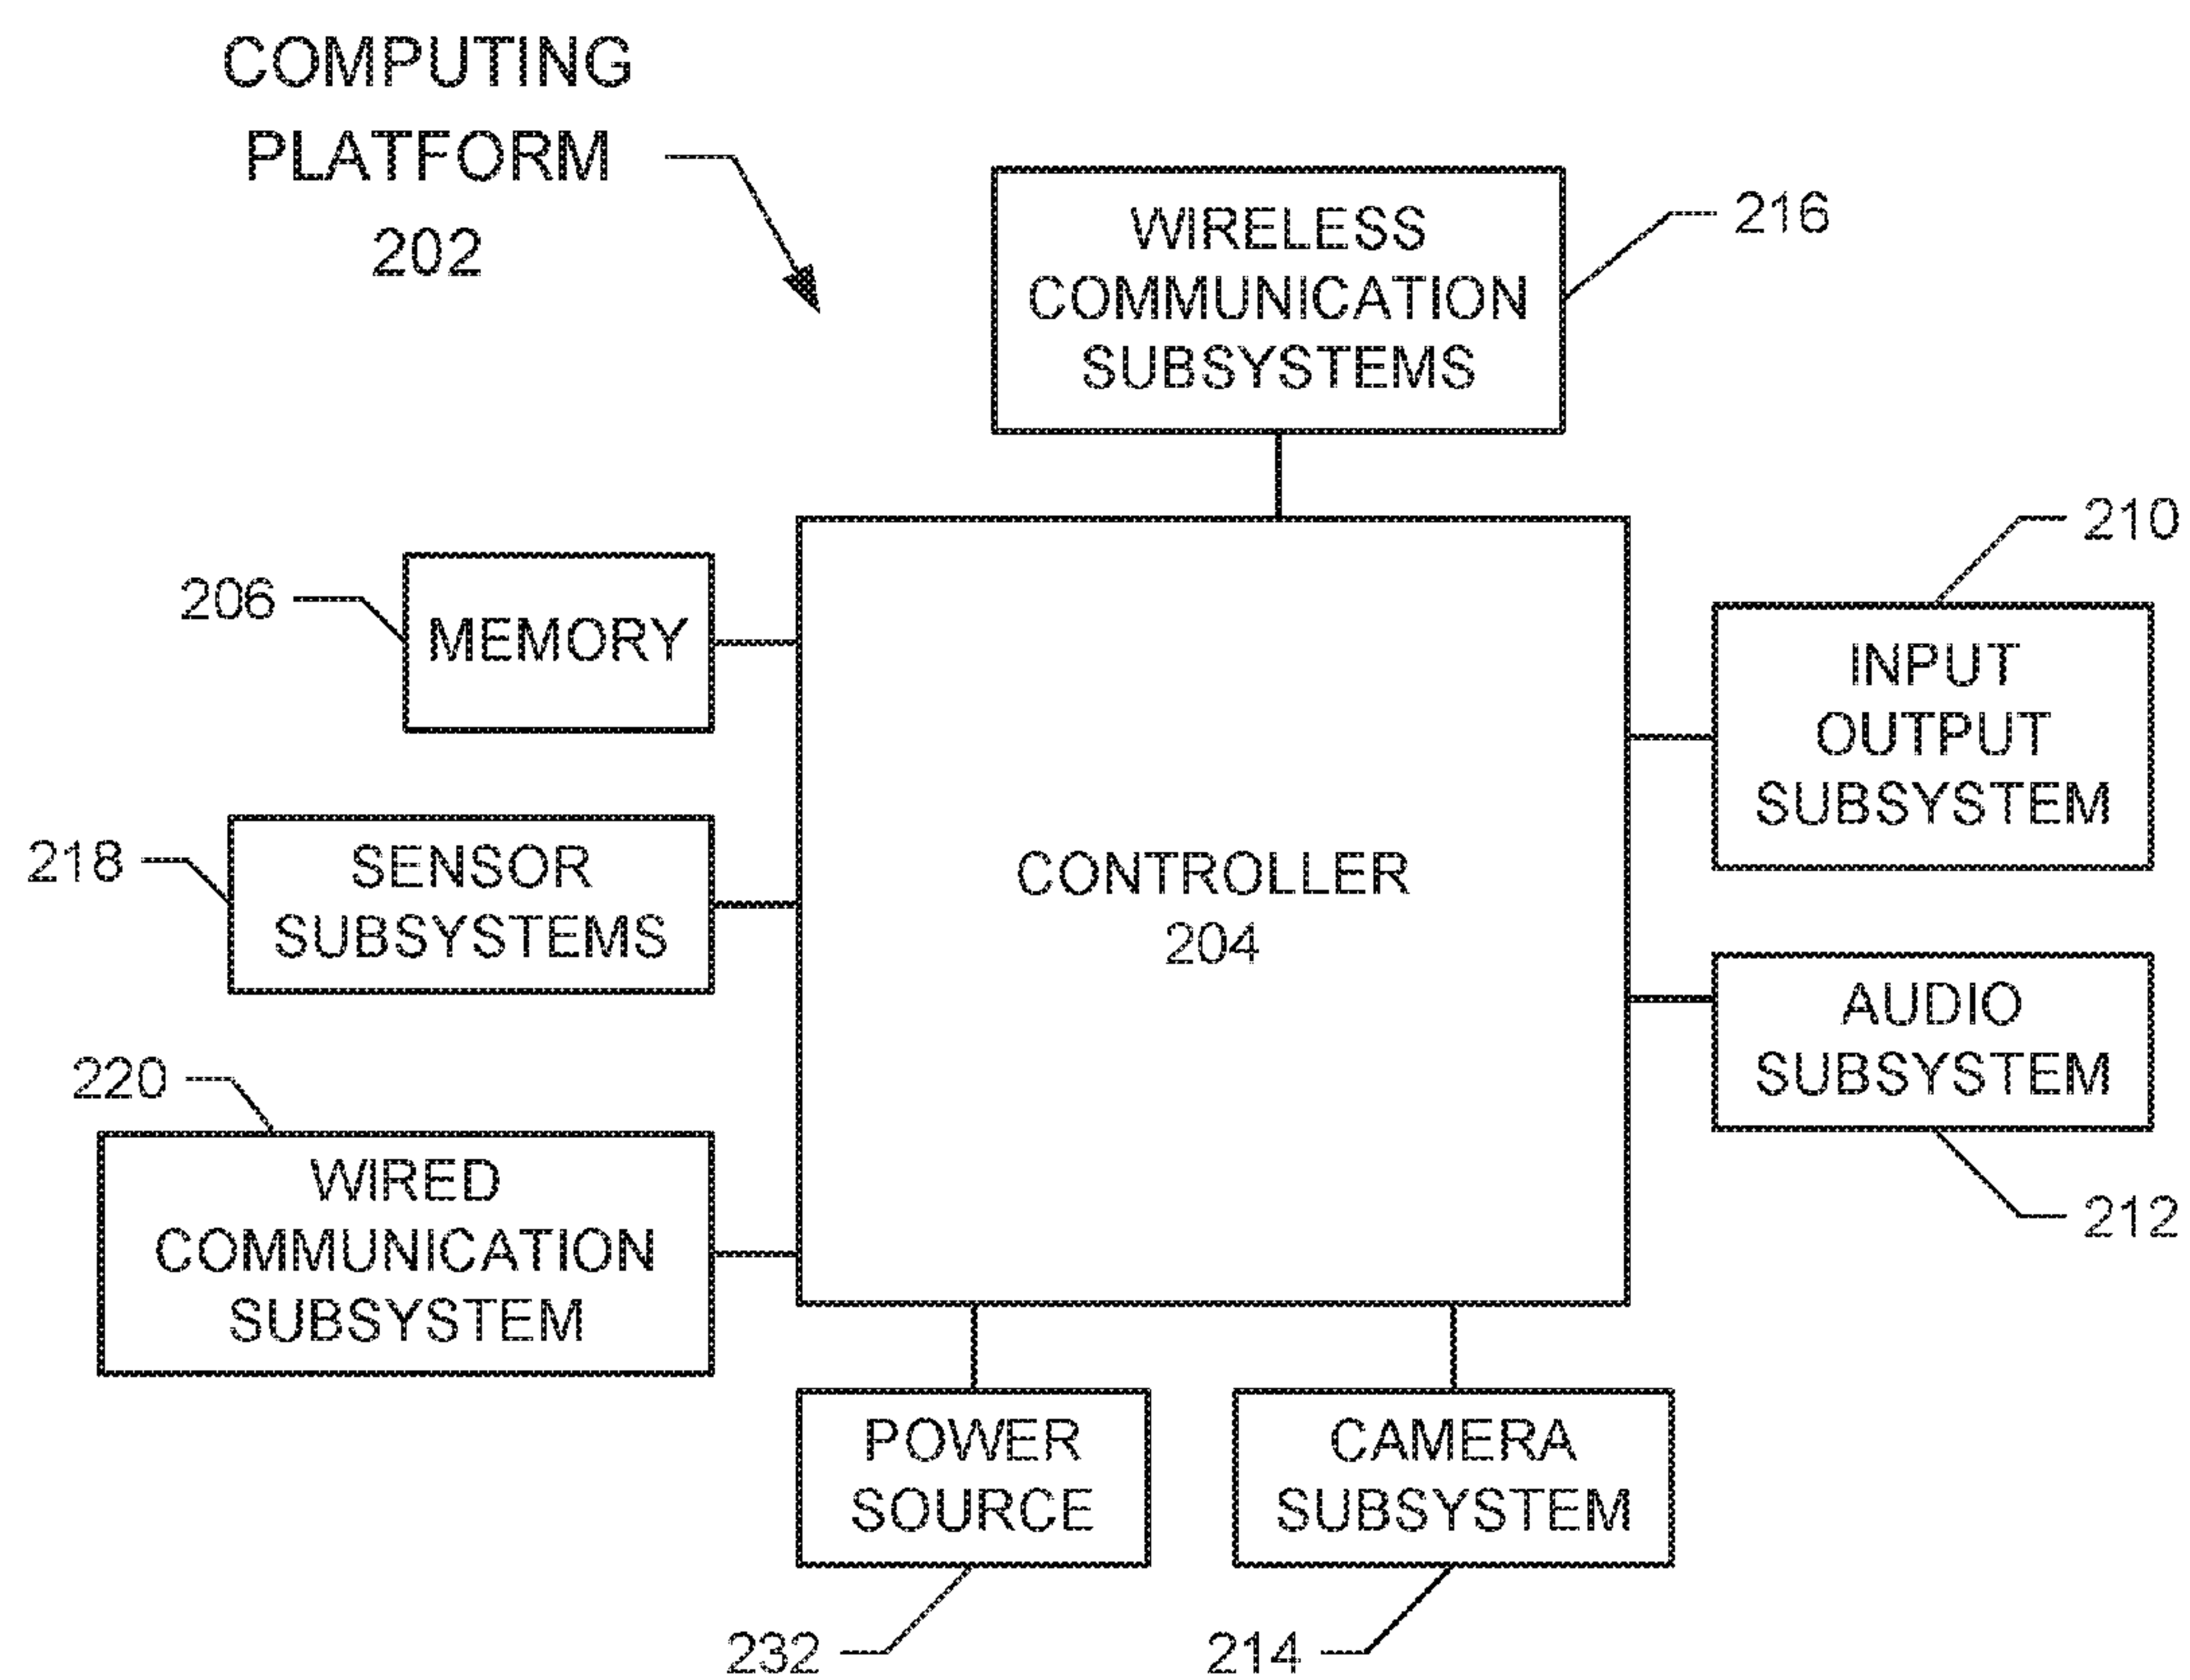 COMPUTING
PLATFORM
202
WIRELESS
COMMUNICATION
SUBSYSTEMS
216
206
MEMORY
210
INPUT
OUTPUT
SUBSYSTEM
218
SENSOR
SUBSYSTEMS
CONTROLLER
204
AUDIO
SUBSYSTEM
212
220
WIRED
COMMUNICATION
SUBSYSTEM
POWER
SOURCE
232
CAMERA
SUBSYSTEM
214